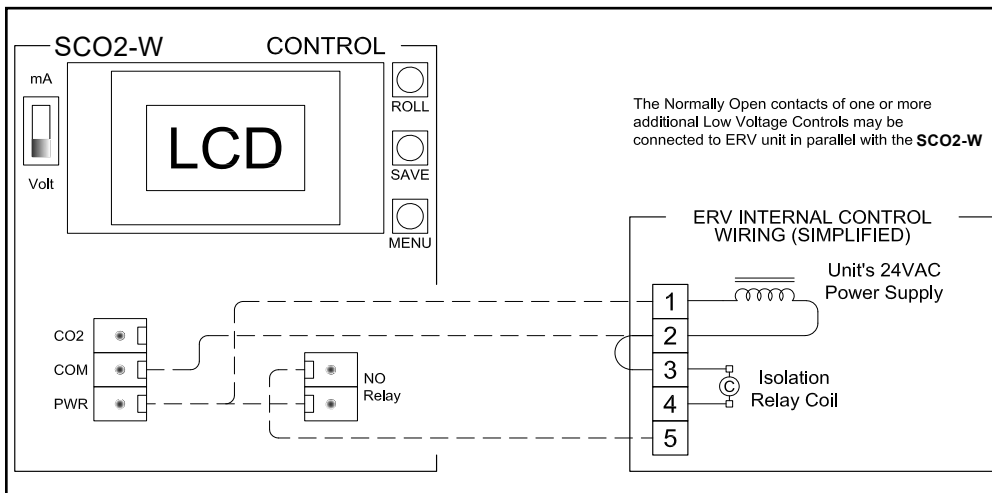 SCO2-W CONTROL
mA
Volt
LCD
ROLL
SAVE
MENU
The Normally Open contacts of one or more
additional Low Voltage Controls may be
connected to ERV unit in parallel with the SCO2-W
ERV INTERNAL CONTROL
WIRING (SIMPLIFIED)
Unit's 24VAC
Power Supply
CO2
COM
PWR
NO
Relay
1
2
3
4
5
C
Isolation
Relay Coil